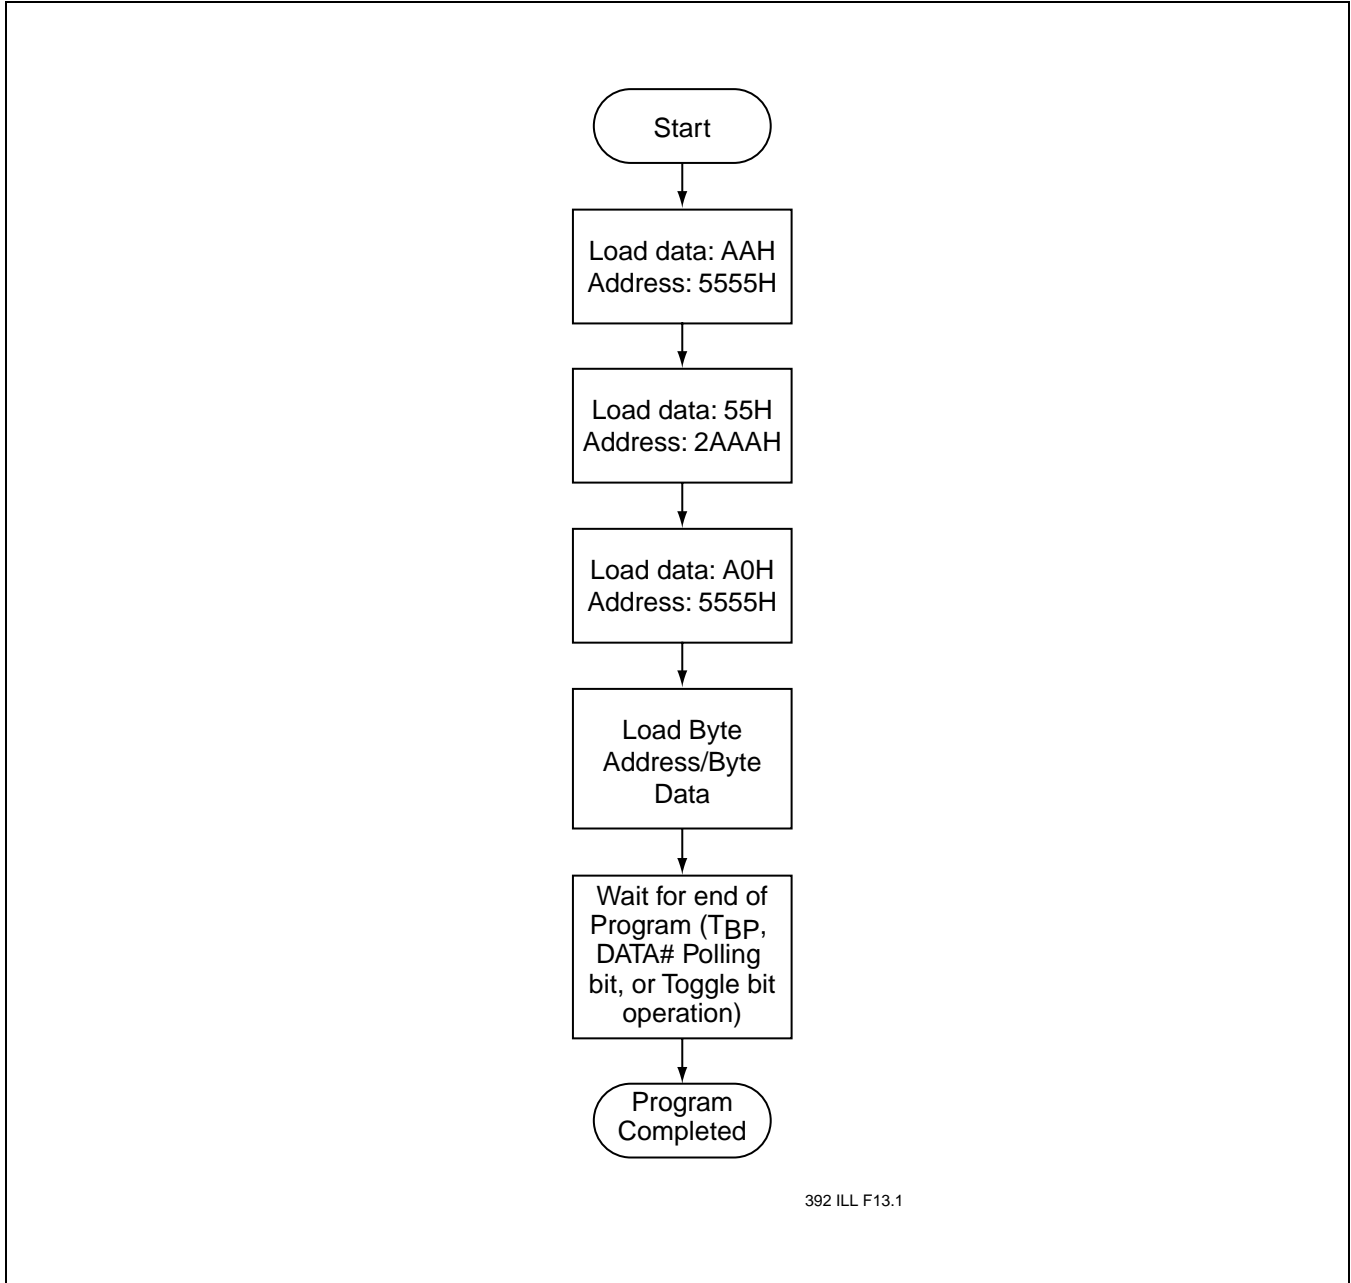 Start
Load data: AAH
Address: 5555H
Load data: 55H
Address: 2AAAH
Load data: A0H
Address: 5555H
Load Byte
Address/Byte
Data
Wait for end of
Program (TBP,
DATA# Polling
bit, or Toggle bit
operation)
Program
Completed
392 ILL F13.1